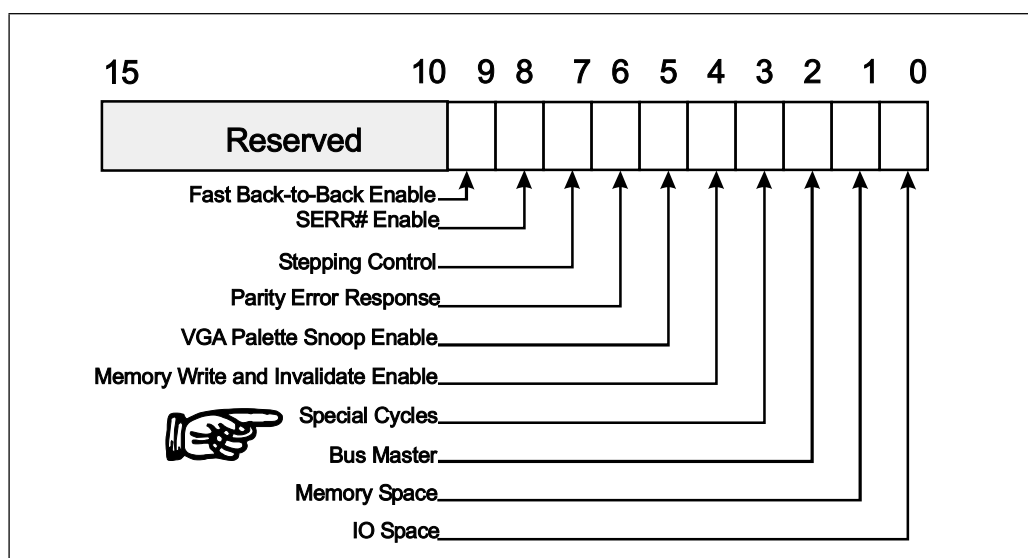 15 10 9 8 7 6 5 4 3 2 1 0
Reserved
Fast Back-to-Back Enable
SERR# Enable
Stepping Control
Parity Error Response
VGA Palette Snoop Enable
Memory Write and Invalidate Enable
Special Cycles
Bus Master
Memory Space
IO Space